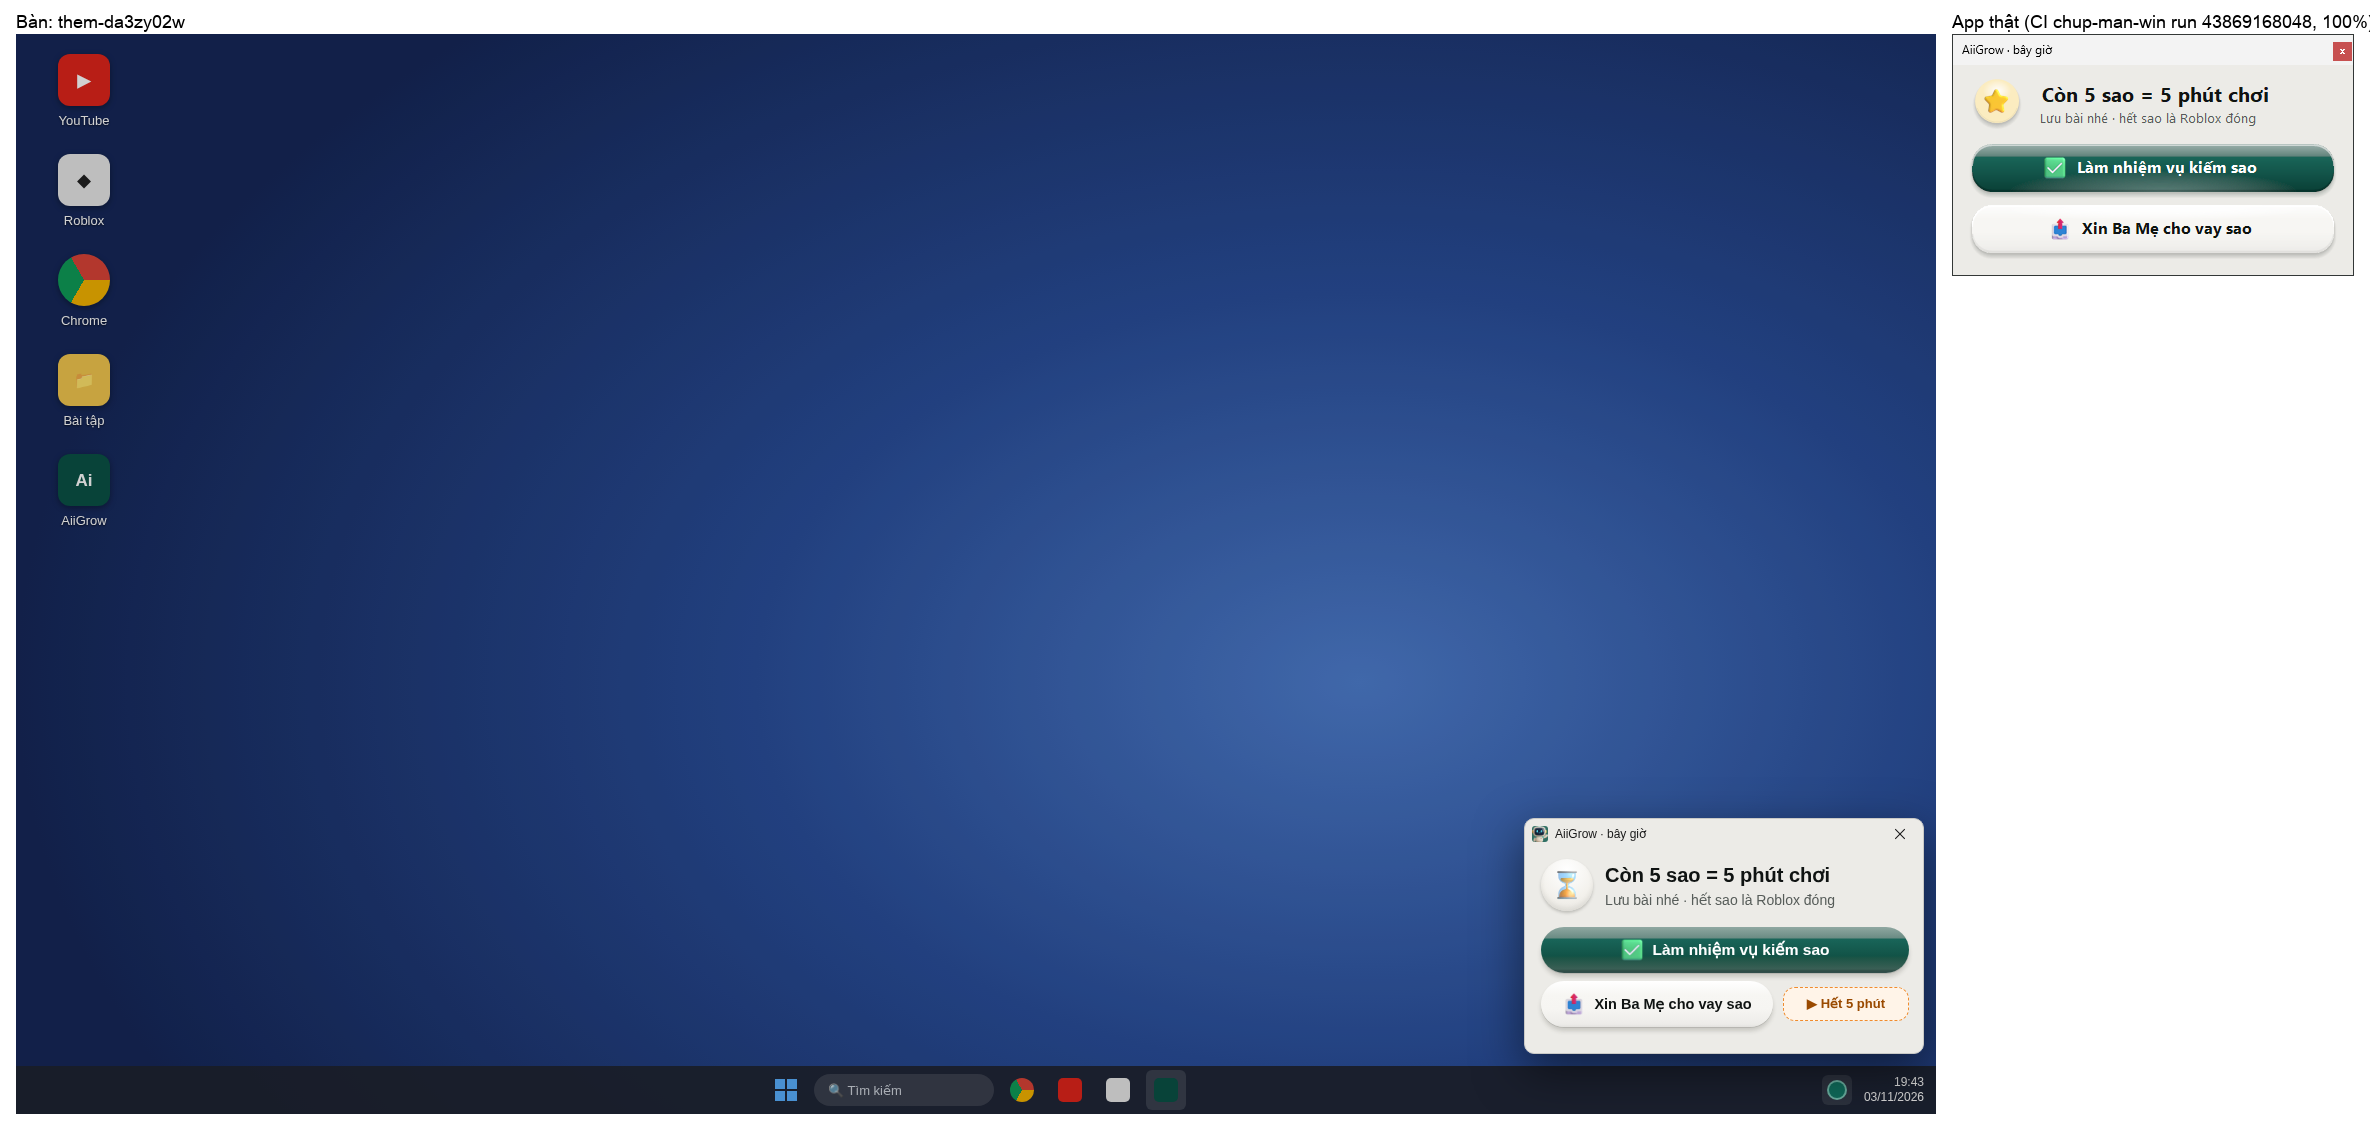 Bàn: them-da3zy02w
App thật (CI chup-man-win run 43869168048, 100%)
YouTube
Roblox
Chrome
Bài tập
Ai
AiiGrow
AiiGrow · bây giờ
x
Còn 5 sao = 5 phút chơi
Lưu bài nhé · hết sao là Roblox đóng
Làm nhiệm vụ kiếm sao
Xin Ba Mẹ cho vay sao
AiiGrow · bây giờ
Còn 5 sao = 5 phút chơi
Lưu bài nhé · hết sao là Roblox đóng
Làm nhiệm vụ kiếm sao
Xin Ba Mẹ cho vay sao
▶ Hết 5 phút
Tìm kiếm
19:43
03/11/2026